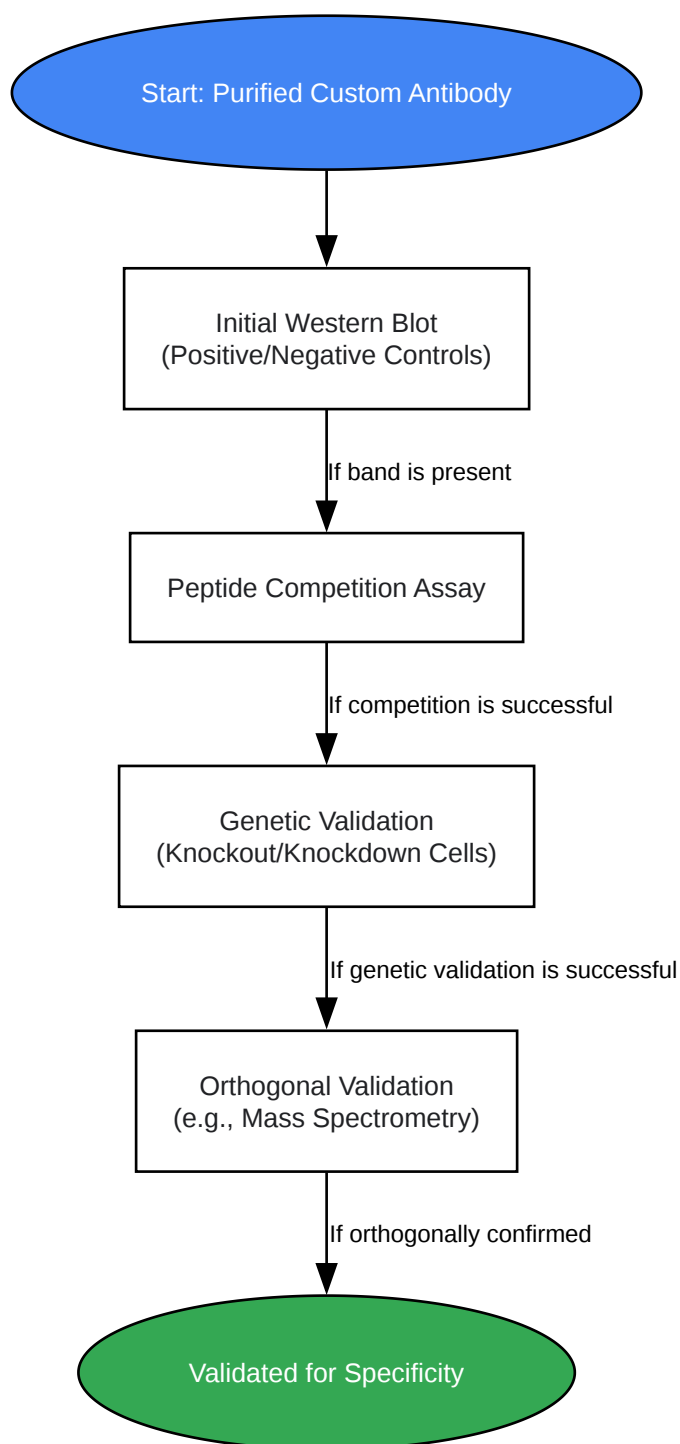 Start: Purified Custom Antibody
Initial Western Blot
(Positive/Negative Controls)
If band is present
Peptide Competition Assay
If competition is successful
Genetic Validation
(Knockout/Knockdown Cells)
If genetic validation is successful
Orthogonal Validation
(e.g., Mass Spectrometry)
If orthogonally confirmed
Validated for Specificity